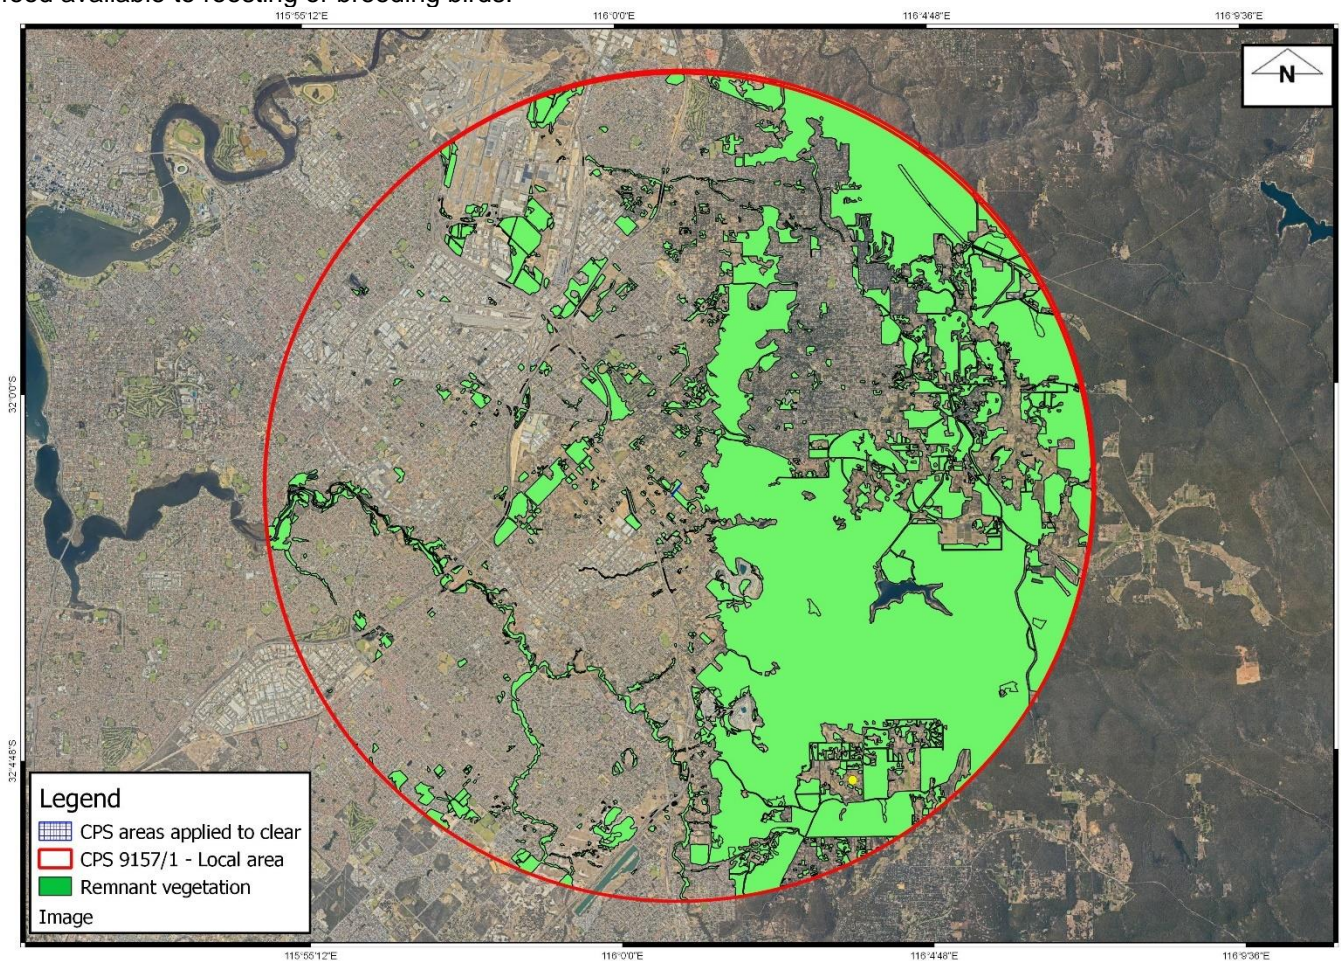 food available to roosting or breeding birds.
115°55'12"E 116°0'0"E 116°4'48"E 116°9'36"E
N
32°0'0"S
32°4'48"S
Legend
CPS areas applied to clear
CPS 9157/1 - Local area
Remnant vegetation
Image
115°55'12"E 116°0'0"E 116°4'48"E 116°9'36"E